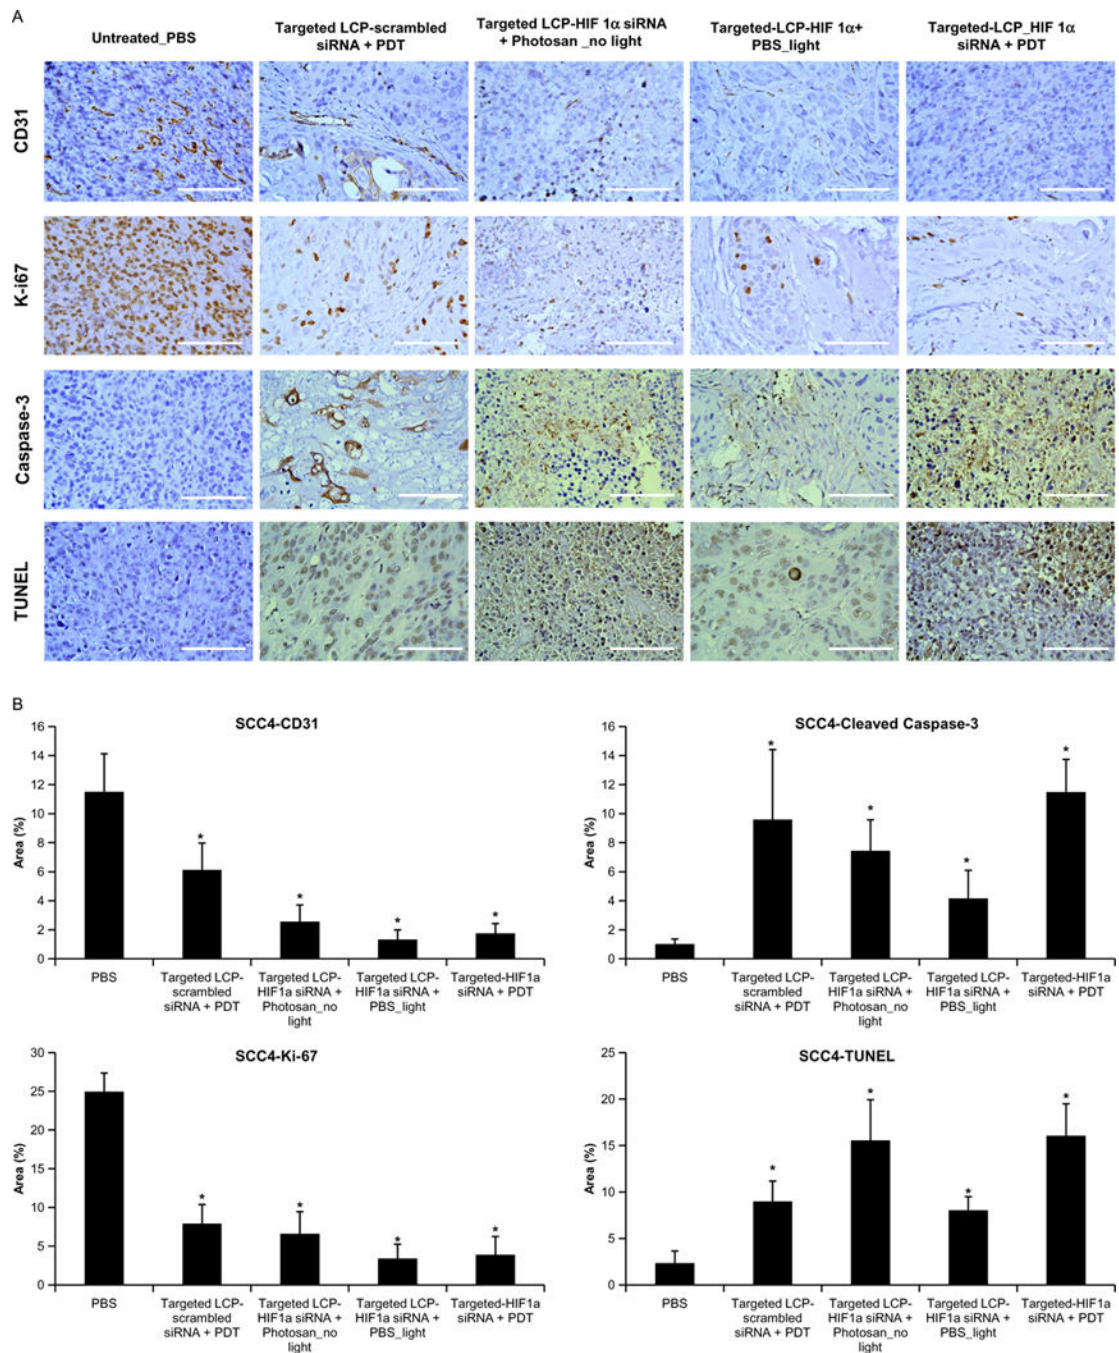 A
Untreated_PBS
Targeted LCP-scrambled
siRNA + PDT
Targeted LCP-HIF 1α siRNA
+ Photosan _no light
Targeted-LCP-HIF 1α+
PBS_light
Targeted-LCP_HIF 1α
siRNA + PDT
CD31
K-i67
Caspase-3
TUNEL
B
SCC4-CD31
Area (%)
16
14
12
10
8
6
4
2
0
*
*
*
*
PBS
Targeted LCP-
scrambled
siRNA + PDT
Targeted LCP-
HIF1a siRNA +
Photosan_no
light
Targeted LCP-
HIF1a siRNA +
PBS_light
Targeted-HIF1a
siRNA + PDT
SCC4-Cleaved Caspase-3
Area (%)
16
14
12
10
8
6
4
2
0
*
*
*
*
PBS
Targeted LCP-
scrambled
siRNA + PDT
Targeted LCP-
HIF1a siRNA +
Photosan_no
light
Targeted LCP-
HIF1a siRNA +
PBS_light
Targeted-HIF1a
siRNA + PDT
SCC4-Ki-67
Area (%)
30
25
20
15
10
5
0
*
*
*
*
PBS
Targeted LCP-
scrambled
siRNA + PDT
Targeted LCP-
HIF1a siRNA +
Photosan_no
light
Targeted LCP-
HIF1a siRNA +
PBS_light
Targeted-HIF1a
siRNA + PDT
SCC4-TUNEL
Area (%)
25
20
15
10
5
0
*
*
*
*
PBS
Targeted LCP-
scrambled
siRNA + PDT
Targeted LCP-
HIF1a siRNA +
Photosan_no
light
Targeted LCP-
HIF1a siRNA +
PBS_light
Targeted-HIF1a
siRNA + PDT